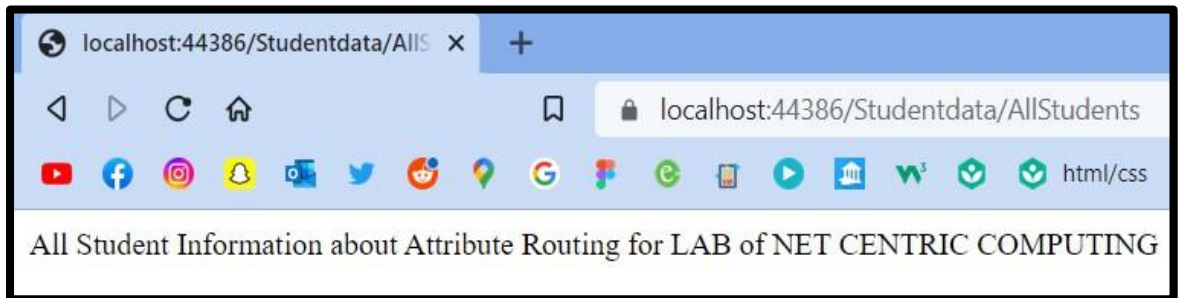 localhost:44386/Studentdata/AllS
localhost:44386/Studentdata/AllStudents
html/css
All Student Information about Attribute Routing for LAB of NET CENTRIC COMPUTING